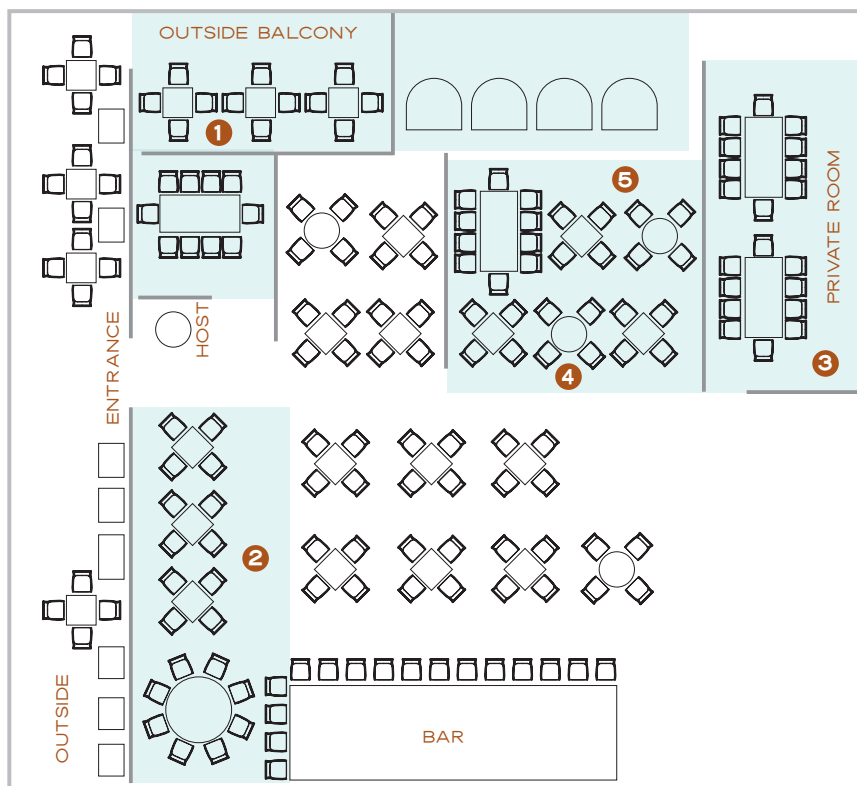 OUTSIDE BALCONY
1
5
PRIVATE ROOM
HOST
ENTRANCE
4
3
2
OUTSIDE
BAR